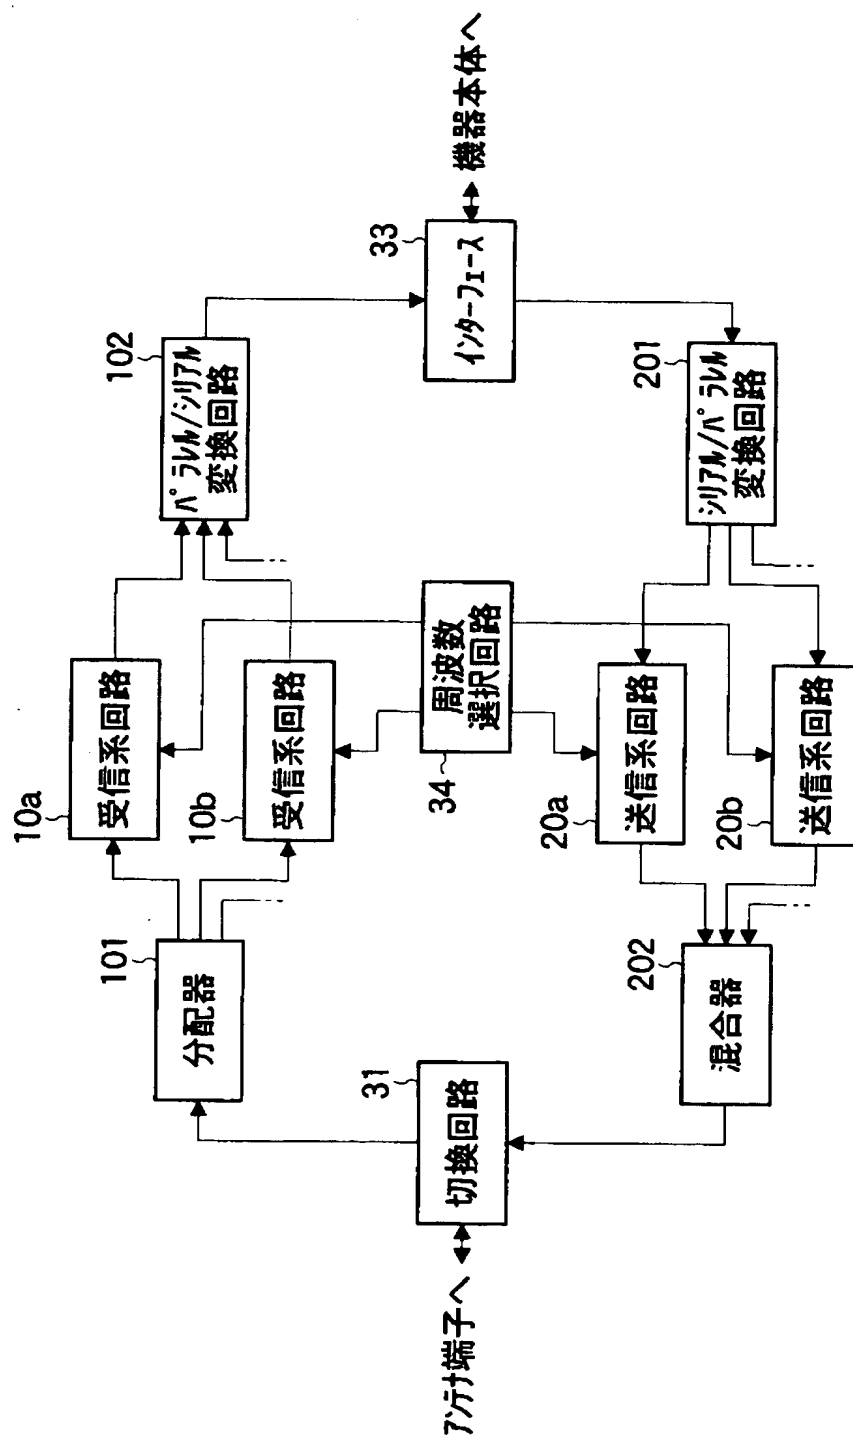 アンテナ端子へ
31
切換回路
101
分配器
10a
受信系回路
10b
受信系回路
102
パラレル/シリアル
変換回路
34
周波数
選択回路
33
インターフェース
機器本体へ
202
混合器
20a
送信系回路
20b
送信系回路
201
シリアル/パラレル
変換回路